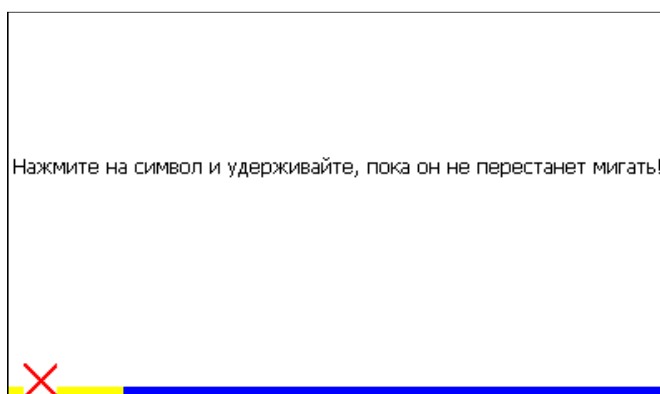 Нажмите на символ и удерживайте, пока он не перестанет мигать!